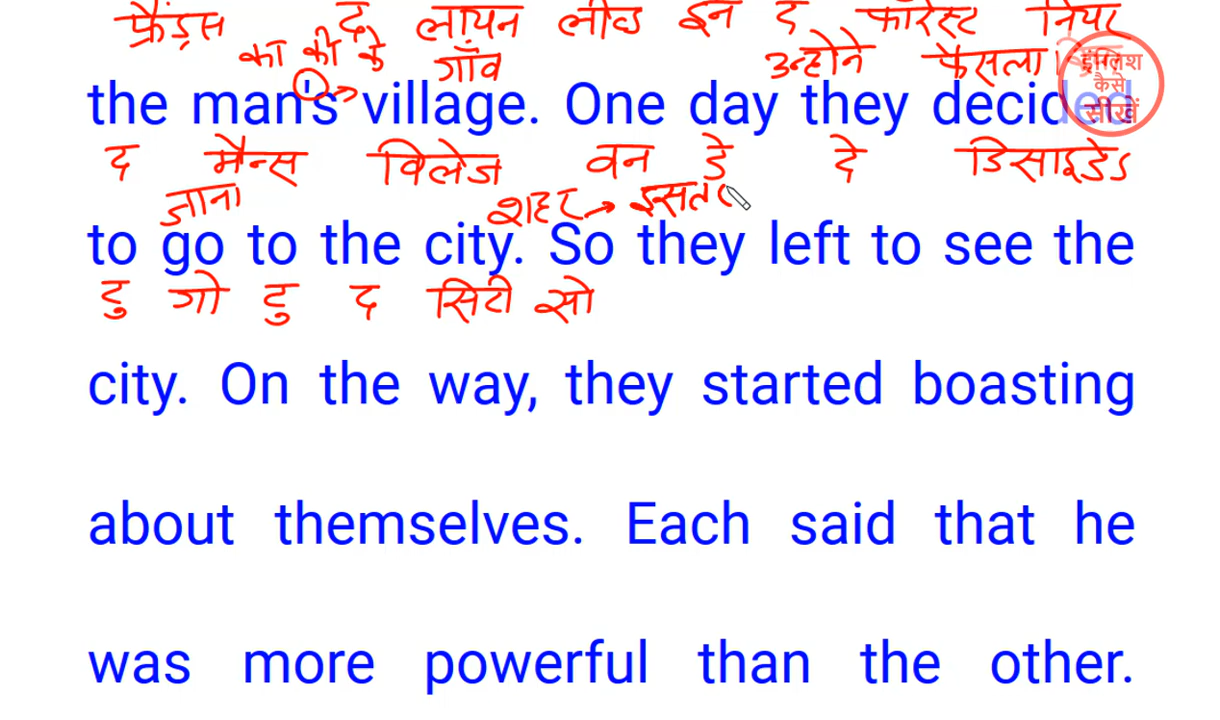 फ्रैंड्स द लायन लीव्ड इन द फॉरेस्ट नियर
का की के गाँव उन्होने फैसला
the man's village. One day they decided
इंग्लिश
कैसे
सीखें
द मैन्स विलेज वन डे दे डिसाइडेड
जाना शहर → इसत
to go to the city. So they left to see the
टु गो टु द सिटी सो
city. On the way, they started boasting
about themselves. Each said that he
was more powerful than the other.